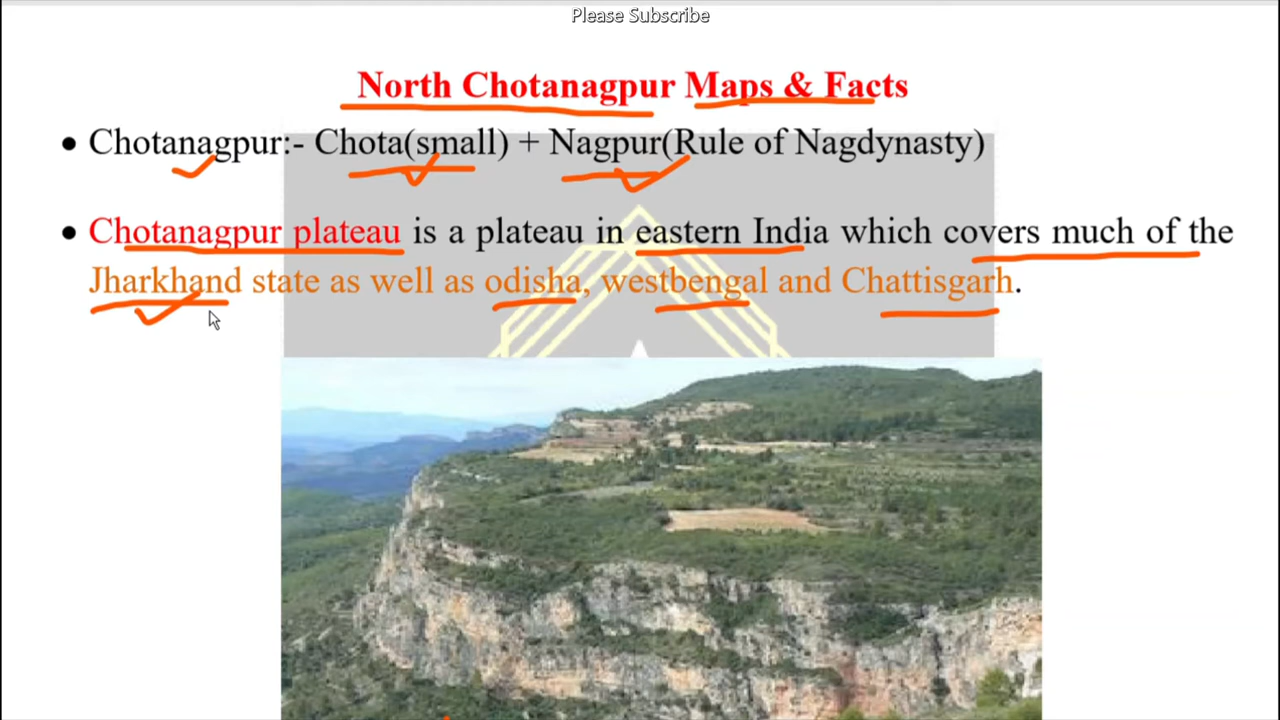 Please Subscribe
North Chotanagpur Maps & Facts
• Chotanagpur:- Chota(small) + Nagpur(Rule of Nagdynasty)
• Chotanagpur plateau is a plateau in eastern India which covers much of the
Jharkhand state as well as odisha, westbengal and Chattisgarh.